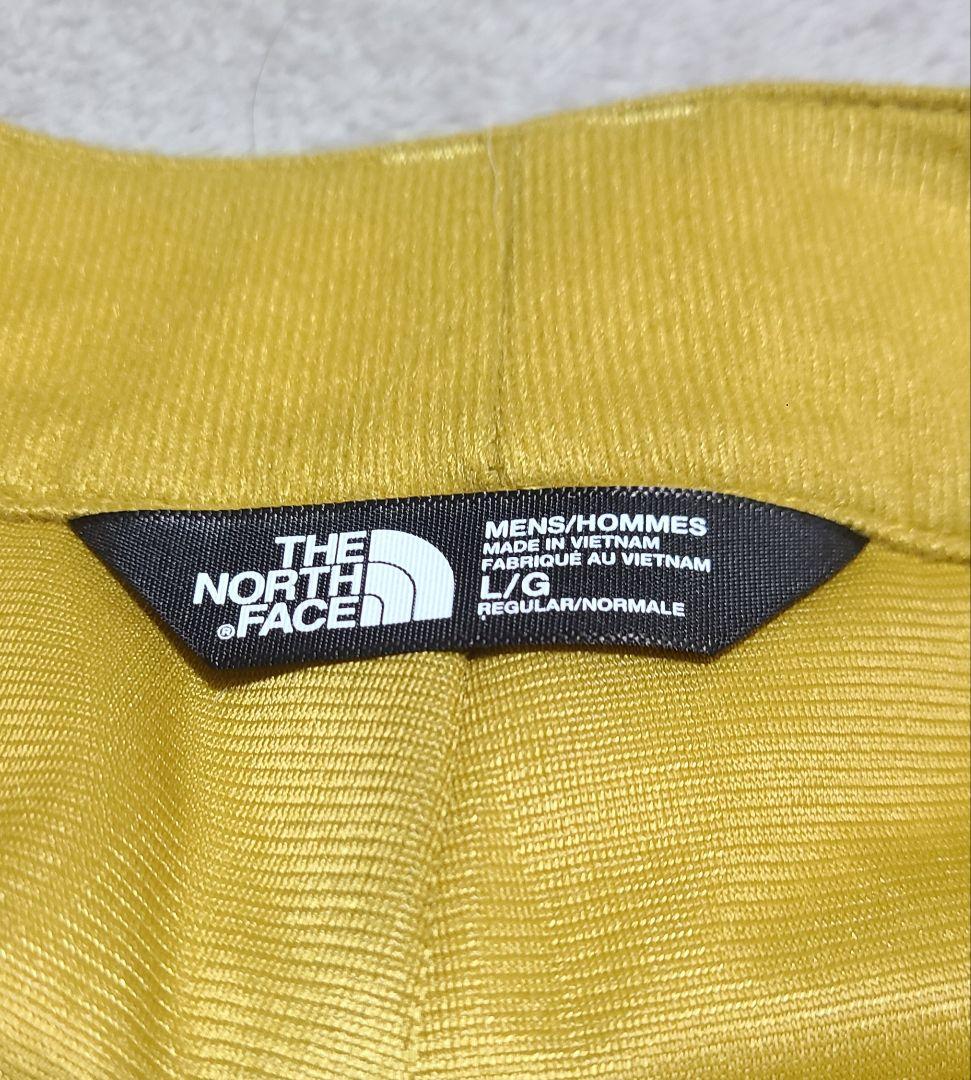 THE
NORTH
®FACE
MENS/HOMMES
MADE IN VIETNAM
FABRIQUÉ AU VIETNAM
L/G
REGULAR/NORMALE